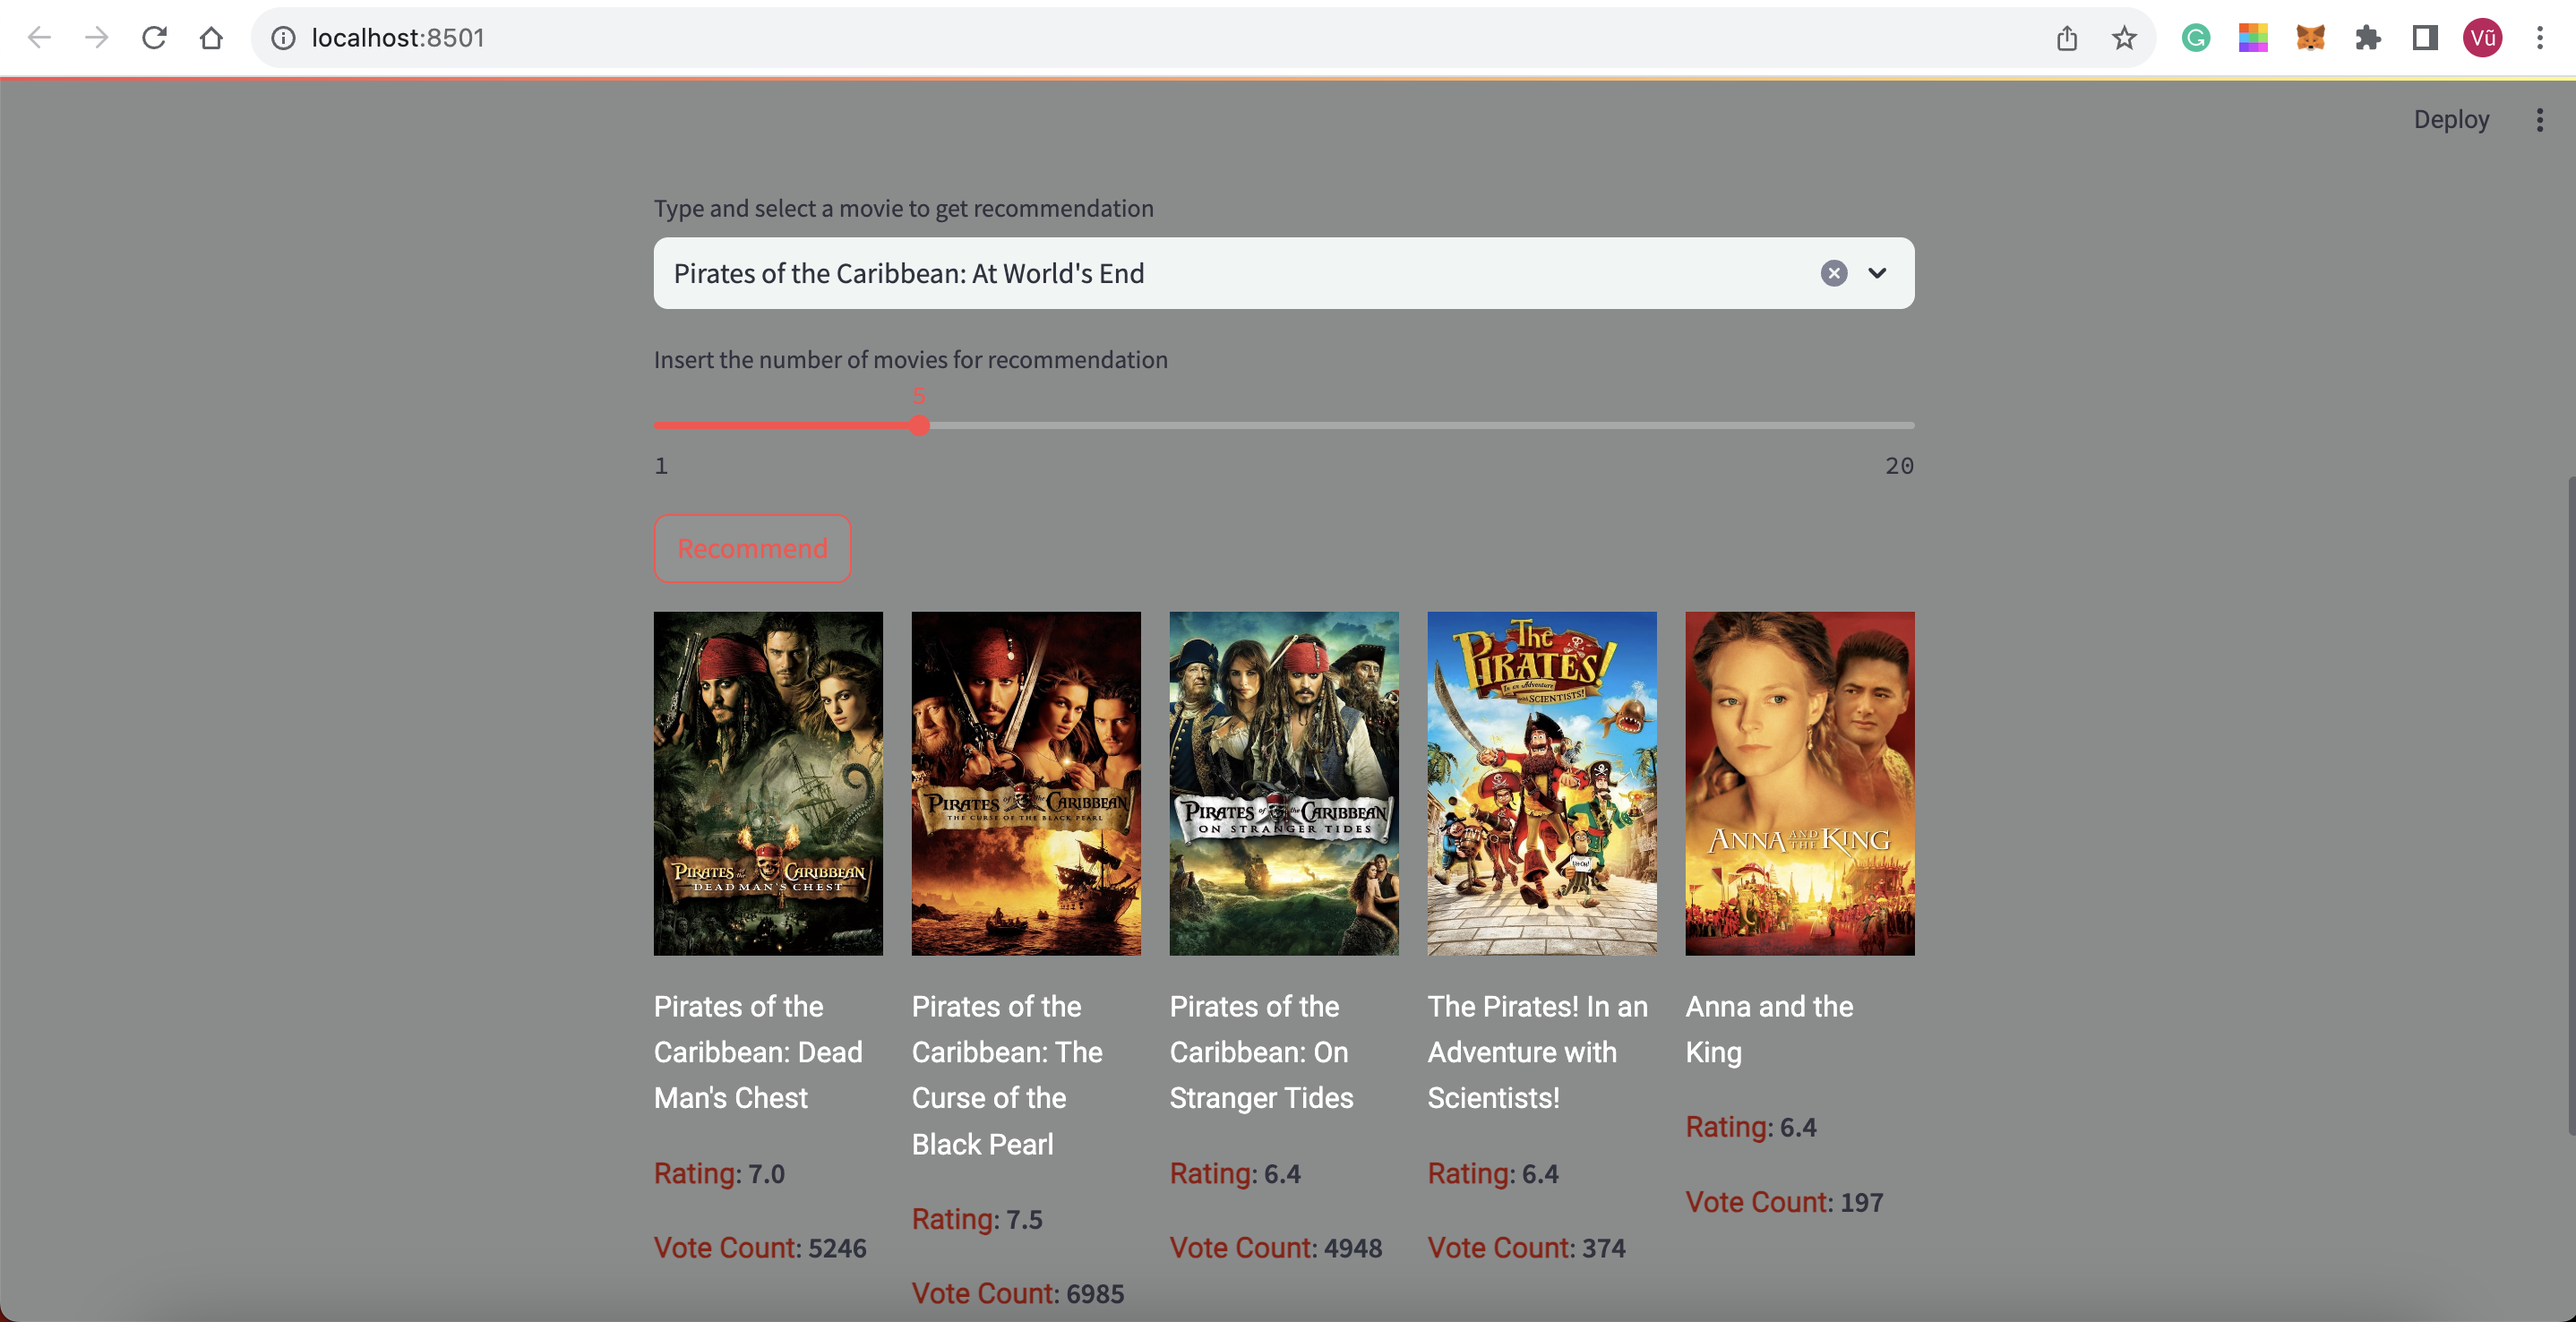 localhost:8501
Vũ
Deploy
Type and select a movie to get recommendation
Pirates of the Caribbean: At World's End
Insert the number of movies for recommendation
5
1
20
Recommend
PIRATES of the CARIBBEAN
DEAD MAN'S CHEST
PIRATES of the CARIBBEAN
THE CURSE OF THE BLACK PEARL
PIRATES of the CARIBBEAN
ON STRANGER TIDES
The
PIRATES!
In an Adventure
with SCIENTISTS!
ANNA AND THE KING
Pirates of the
Caribbean: Dead
Man's Chest
Rating: 7.0
Vote Count: 5246
Pirates of the
Caribbean: The
Curse of the
Black Pearl
Rating: 7.5
Vote Count: 6985
Pirates of the
Caribbean: On
Stranger Tides
Rating: 6.4
Vote Count: 4948
The Pirates! In an
Adventure with
Scientists!
Rating: 6.4
Vote Count: 374
Anna and the
King
Rating: 6.4
Vote Count: 197